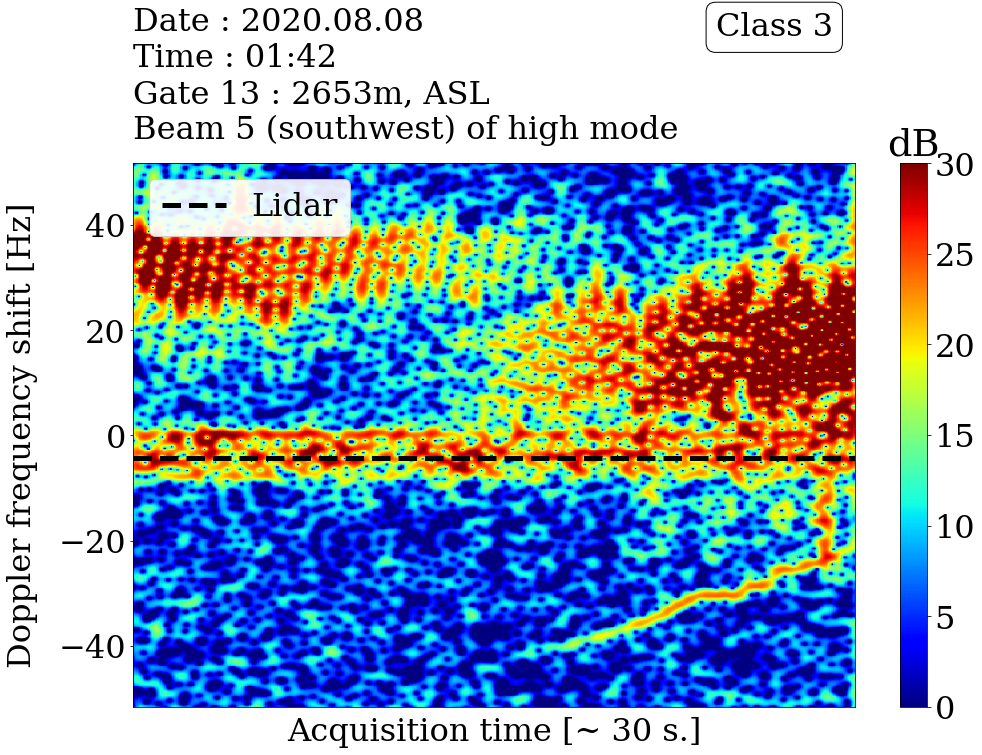 Date : 2020.08.08
Time : 01:42
Gate 13 : 2653m, ASL
Beam 5 (southwest) of high mode
Class 3
dB
Lidar
Doppler frequency shift [Hz]
40
20
0
−20
−40
Acquisition time [~ 30 s.]
30
25
20
15
10
5
0